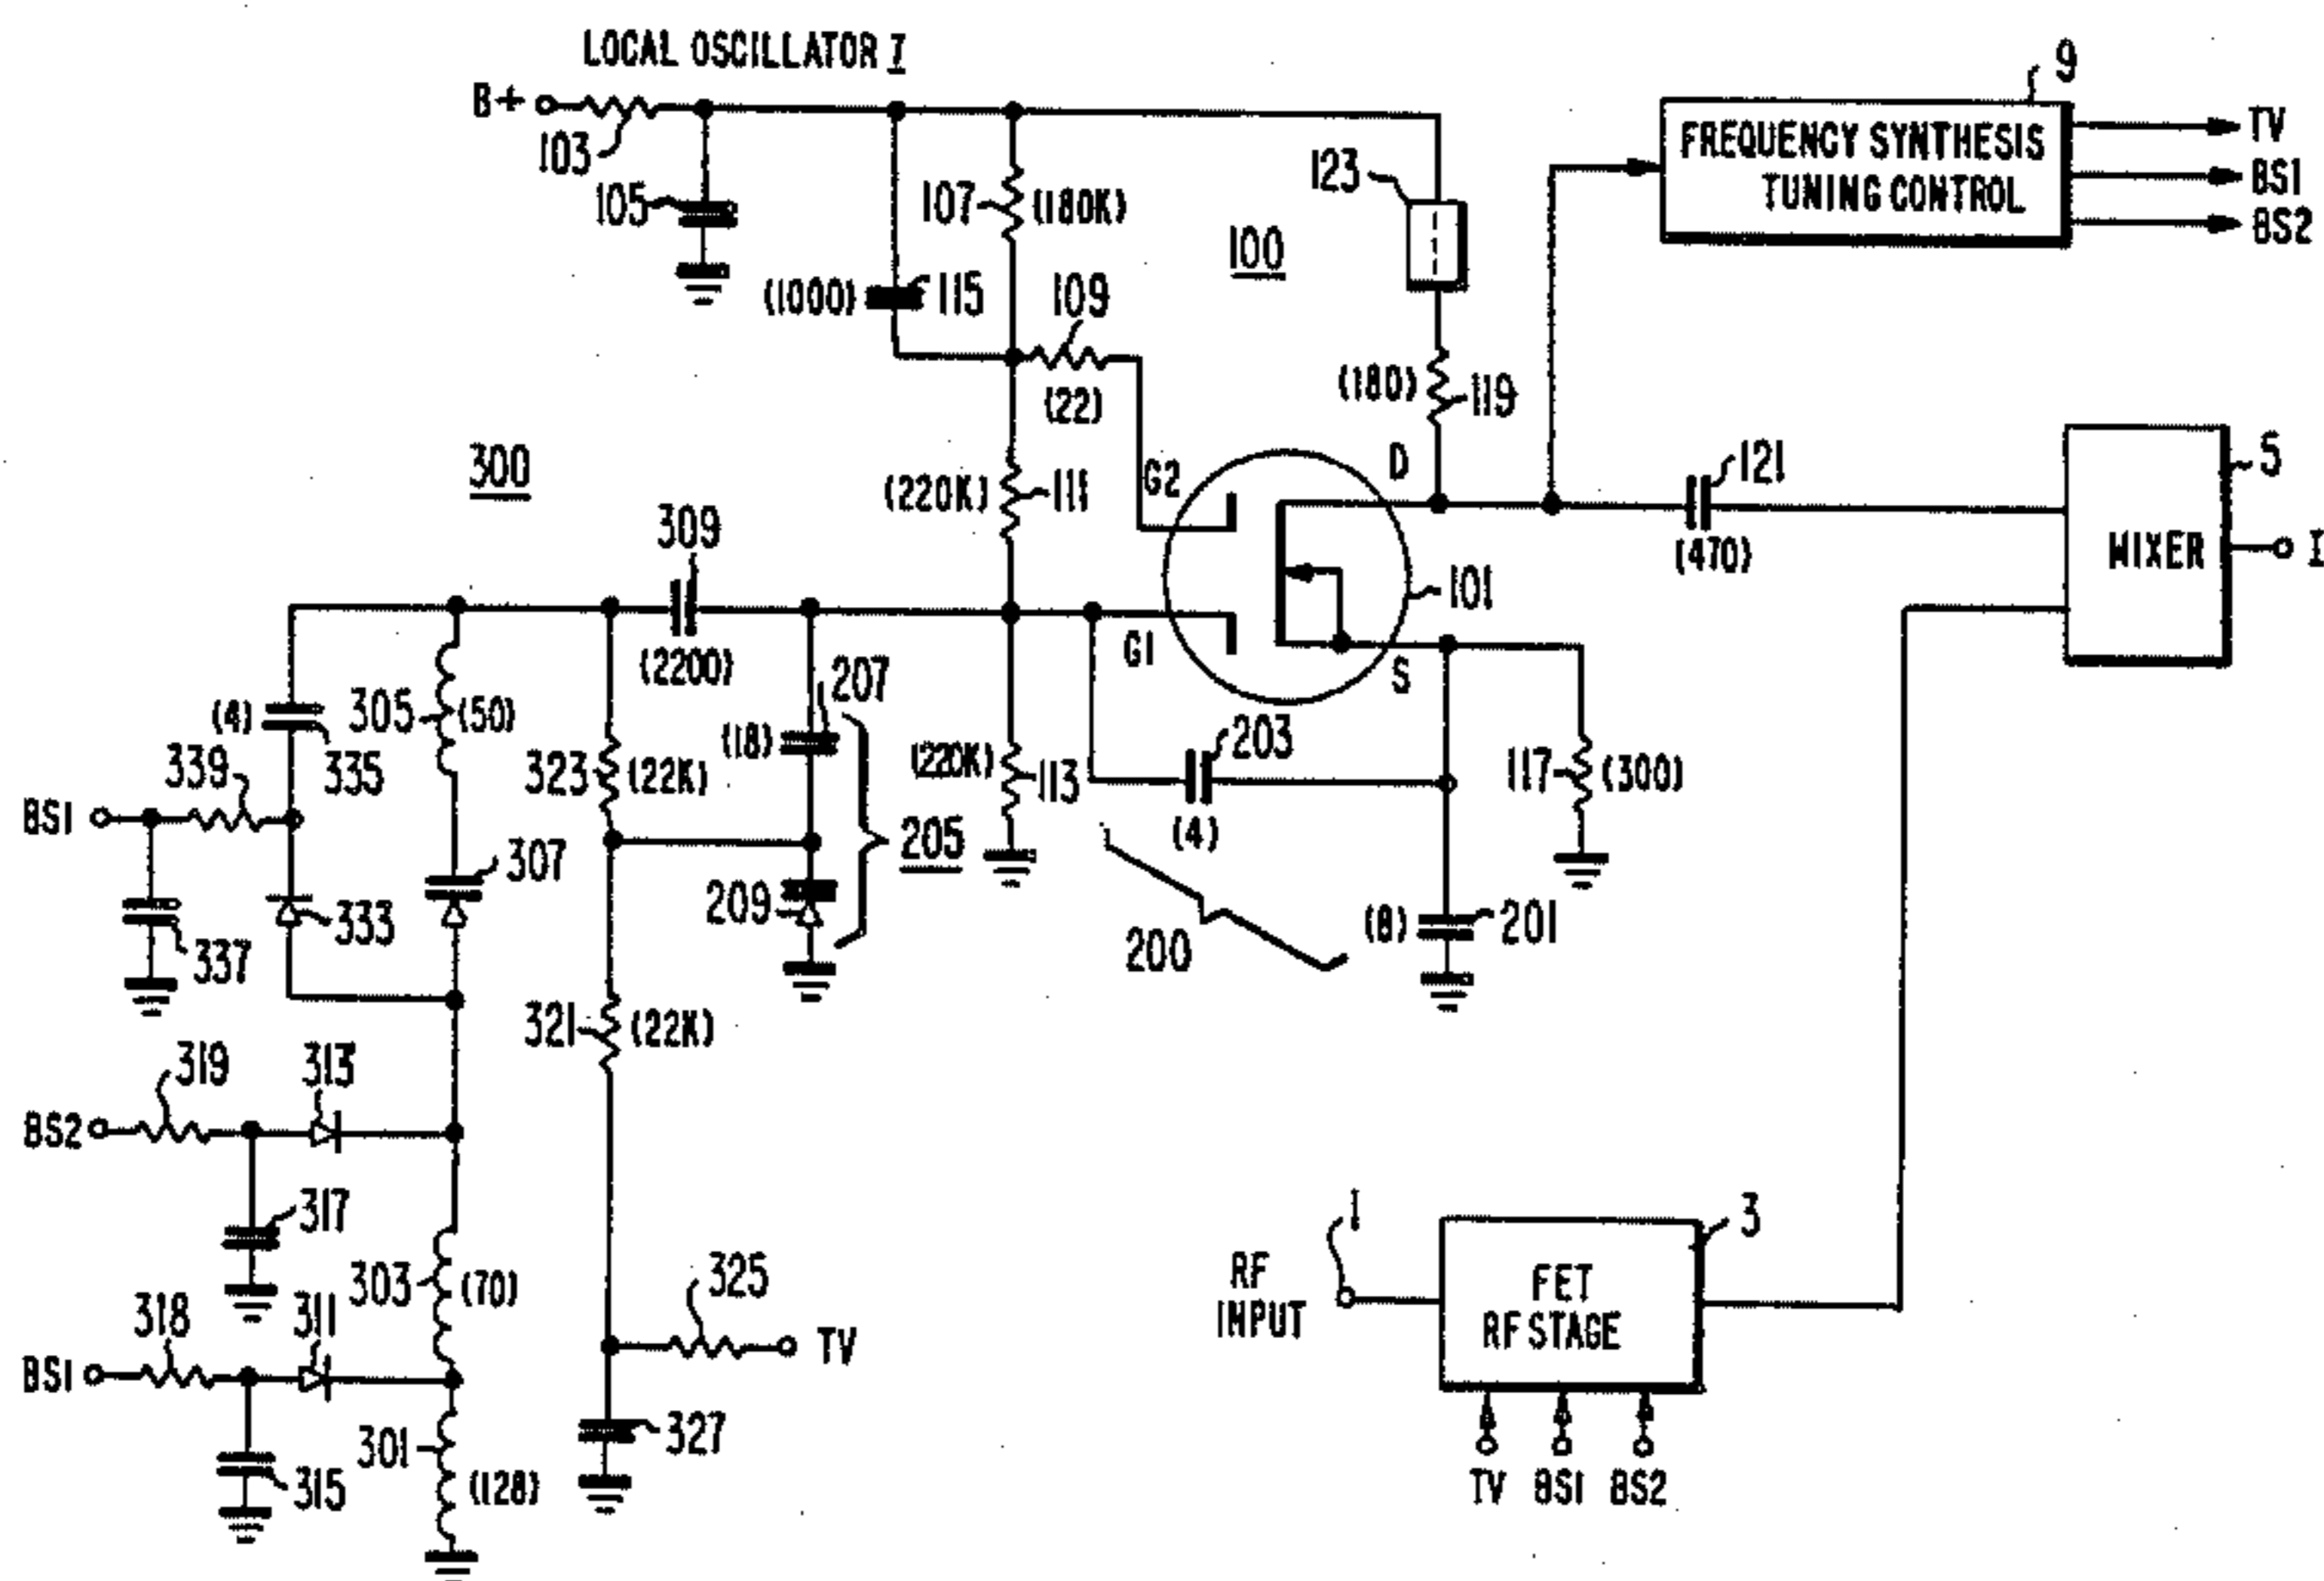 LOCAL OSCILLATOR 7
B+
103
105
107
(180K)
(1000)
115
109
(22)
100
123
(180)
119
9
FREQUENCY SYNTHESIS
TUNING CONTROL
TV
BS1
BS2
300
309
(2200)
(220K)
111
G2
D
G1
S
101
121
(470)
5
MIXER
I
(4)
335
305
(50)
339
BS1
337
333
307
323
(22K)
207
(18)
205
209
(220K)
113
203
(4)
200
117
(300)
(8)
201
321
(22K)
319
313
BS2
317
303
(70)
318
311
BS1
315
301
(128)
325
TV
327
RF
INPUT
1
3
FET
RF STAGE
TV
BS1
BS2